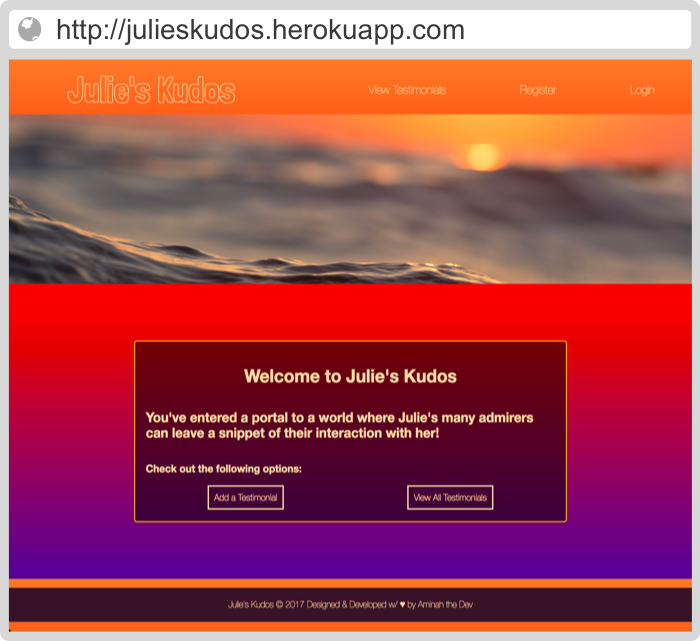 http://julieskudos.herokuapp.com
Julie's Kudos
View Testimonials
Register
Login
Welcome to Julie's Kudos
You've entered a portal to a world where Julie's many admirers
can leave a snippet of their interaction with her!
Check out the following options:
Add a Testimonial
View All Testimonials
Julie's Kudos © 2017 Designed & Developed w/ ♥ by Aminah the Dev